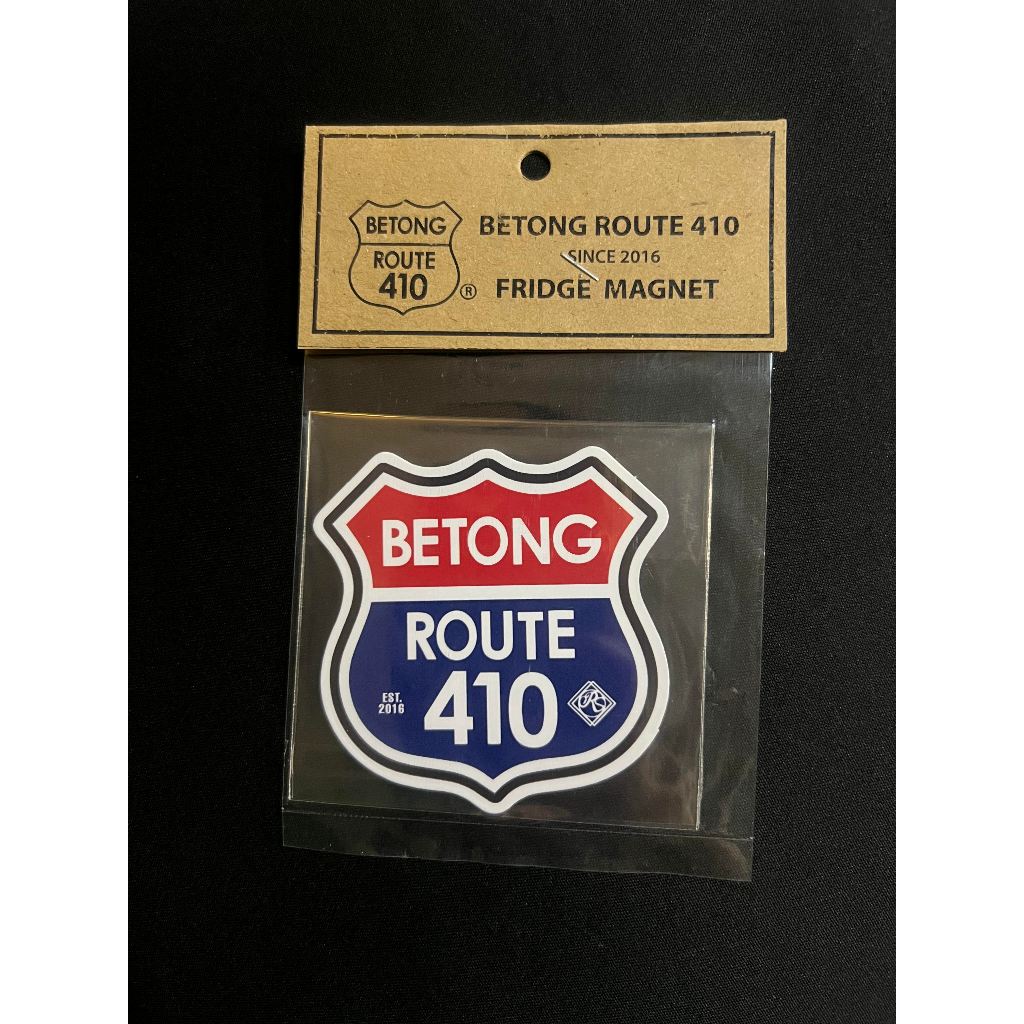 BETONG
ROUTE
410
®
BETONG ROUTE 410
SINCE 2016
FRIDGE MAGNET
BETONG
ROUTE
EST.
2016
410